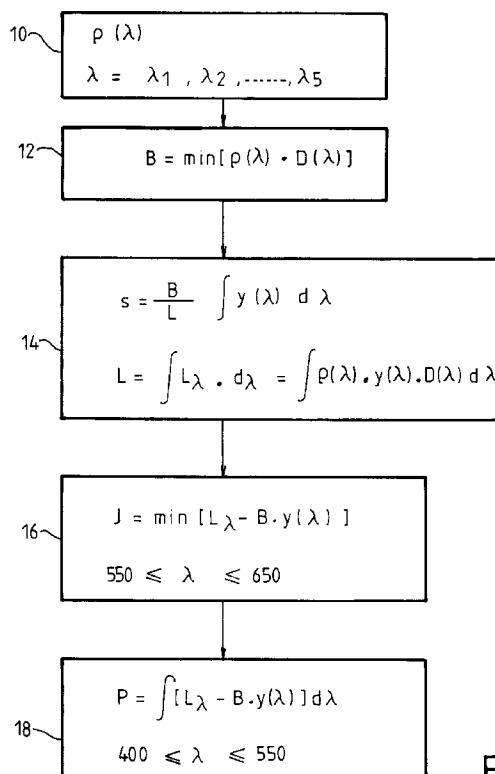 10
ρ (λ)
λ = λ1 , λ2 ,------, λ5
12
B = min[ρ(λ) · D(λ)]
14
s = B/L ∫ y (λ) d λ
L = ∫ Lλ . dλ = ∫ ρ(λ).y(λ).D(λ) d λ
16
J = min [Lλ - B.y(λ) ]
550 ⩽ λ ⩽ 650
18
P = ∫ [Lλ - B.y(λ)] dλ
400 ⩽ λ ⩽ 550